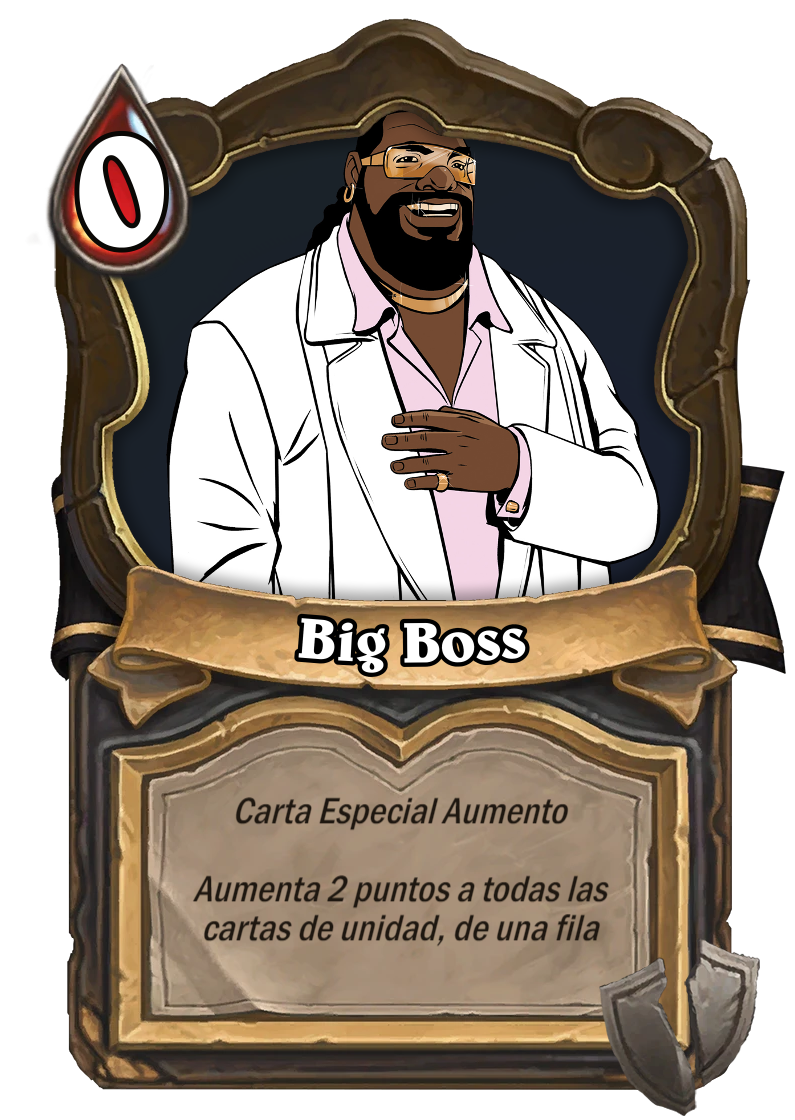 0
Big Boss
Carta Especial Aumento
Aumenta 2 puntos a todas las
cartas de unidad, de una fila